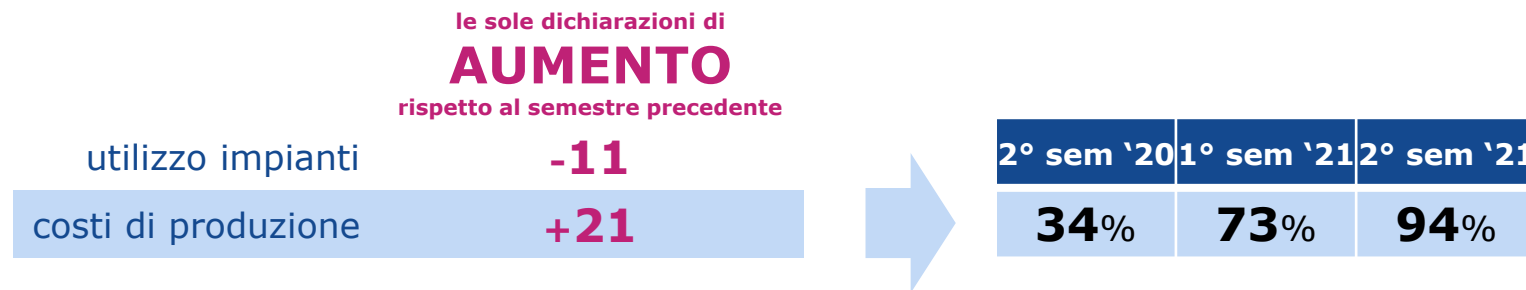 le sole dichiarazioni di
AUMENTO
rispetto al semestre precedente
utilizzo impianti -11
costi di produzione +21
2° sem ‘20 1° sem ‘21 2° sem ‘21
34% 73% 94%